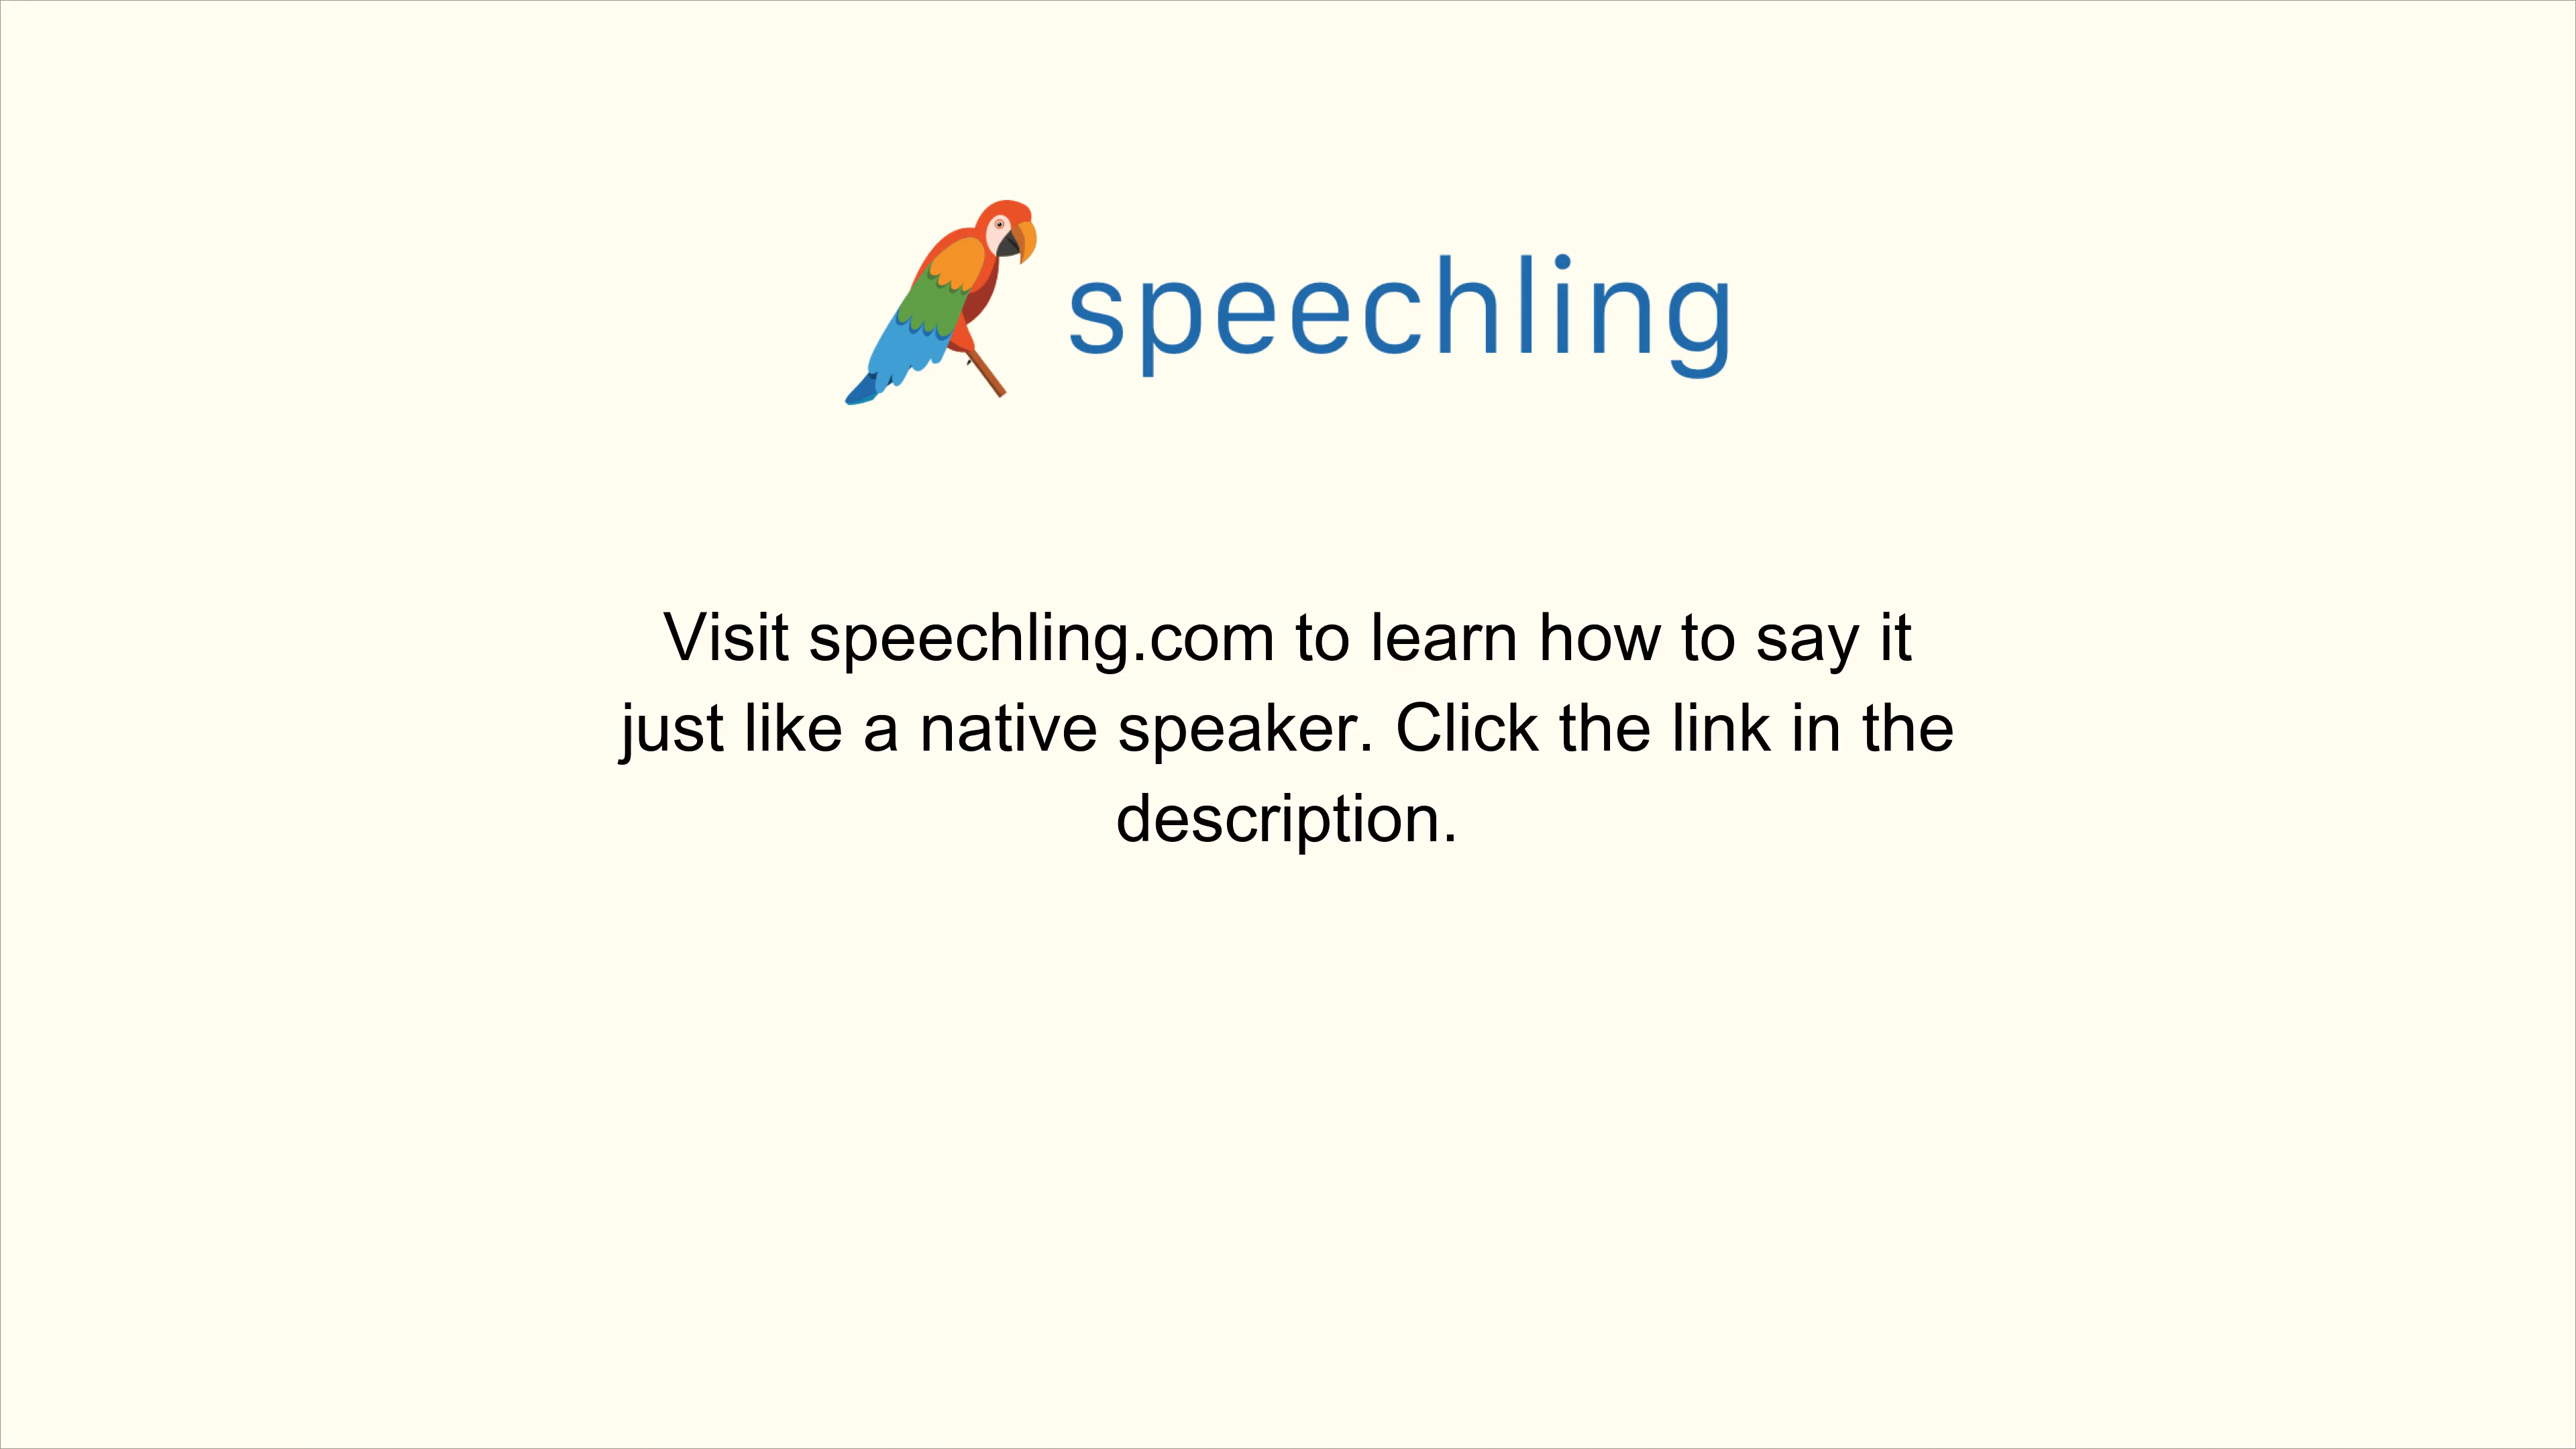 speechling
Visit speechling.com to learn how to say it
just like a native speaker. Click the link in the
description.